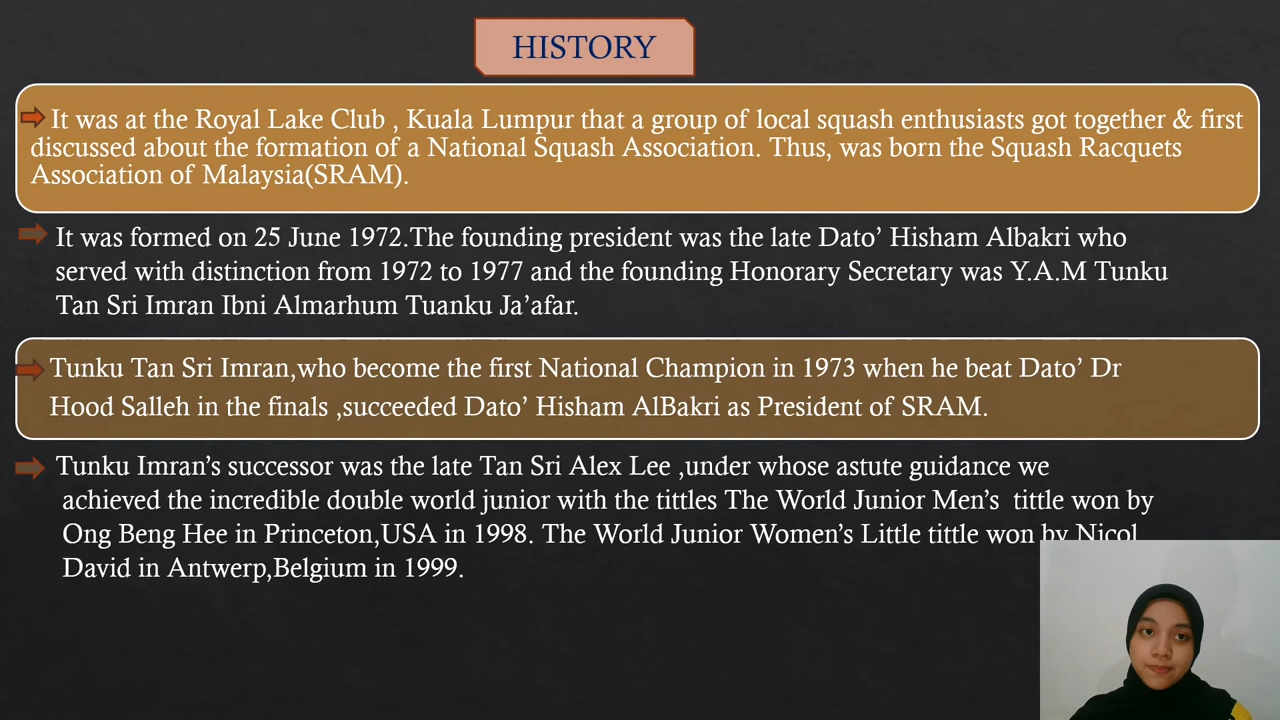 HISTORY
It was at the Royal Lake Club , Kuala Lumpur that a group of local squash enthusiasts got together & first
discussed about the formation of a National Squash Association. Thus, was born the Squash Racquets
Association of Malaysia(SRAM).
It was formed on 25 June 1972.The founding president was the late Dato’ Hisham Albakri who
served with distinction from 1972 to 1977 and the founding Honorary Secretary was Y.A.M Tunku
Tan Sri Imran Ibni Almarhum Tuanku Ja’afar.
Tunku Tan Sri Imran,who become the first National Champion in 1973 when he beat Dato’ Dr
Hood Salleh in the finals ,succeeded Dato’ Hisham AlBakri as President of SRAM.
Tunku Imran’s successor was the late Tan Sri Alex Lee ,under whose astute guidance we
achieved the incredible double world junior with the tittles The World Junior Men’s tittle won by
Ong Beng Hee in Princeton,USA in 1998. The World Junior Women’s Little tittle won by Nicol
David in Antwerp,Belgium in 1999.